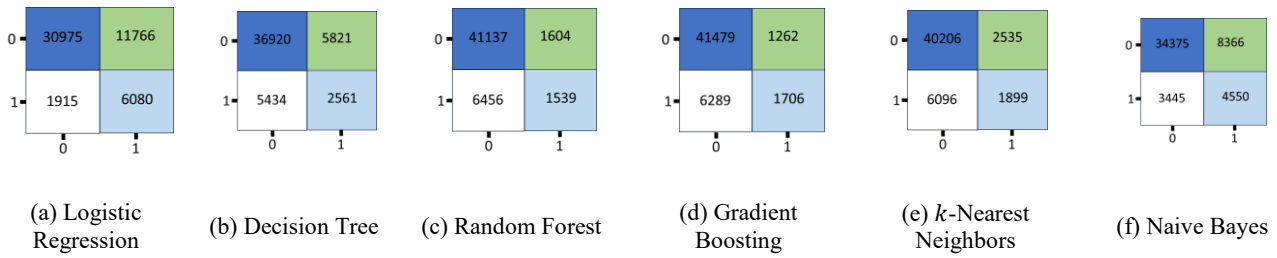 0 30975 11766
1 1915 6080
0 1
(a) Logistic
Regression
0 36920 5821
1 5434 2561
0 1
(b) Decision Tree
0 41137 1604
1 6456 1539
0 1
(c) Random Forest
0 41479 1262
1 6289 1706
0 1
(d) Gradient
Boosting
0 40206 2535
1 6096 1899
0 1
(e) k-Nearest
Neighbors
0 34375 8366
1 3445 4550
0 1
(f) Naive Bayes